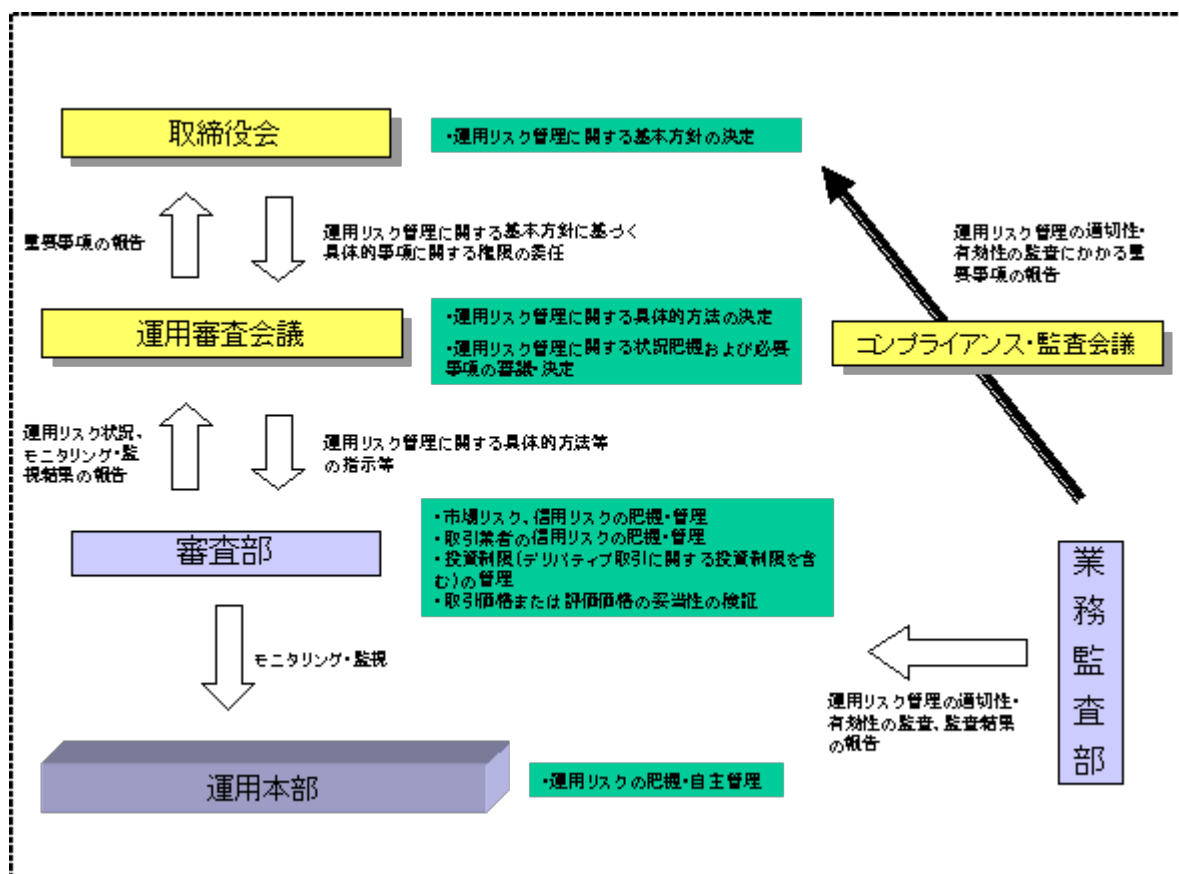 取締役会
・運用リスク管理に関する基本方針の決定
重要事項の報告
運用リスク管理に関する基本方針に基づく
具体的事項に関する権限の委任
運用リスク管理の適切性・
有効性の監査にかかる重
要事項の報告
運用審査会議
・運用リスク管理に関する具体的方法の決定
・運用リスク管理に関する状況把握および必要
事項の審議・決定
コンプライアンス・監査会議
運用リスク状況、
モニタリング・監
視結果の報告
運用リスク管理に関する具体的方法等
の指示等
審査部
・市場リスク、信用リスクの把握・管理
・取引業者の信用リスクの把握・管理
・投資制限(デリバティブ取引に関する投資制限を含
む)の管理
・取引価格または評価価格の妥当性の検証
業務監査部
モニタリング・監視
運用リスク管理の適切性・
有効性の監査、監査結果
の報告
運用本部
・運用リスクの把握・自主管理